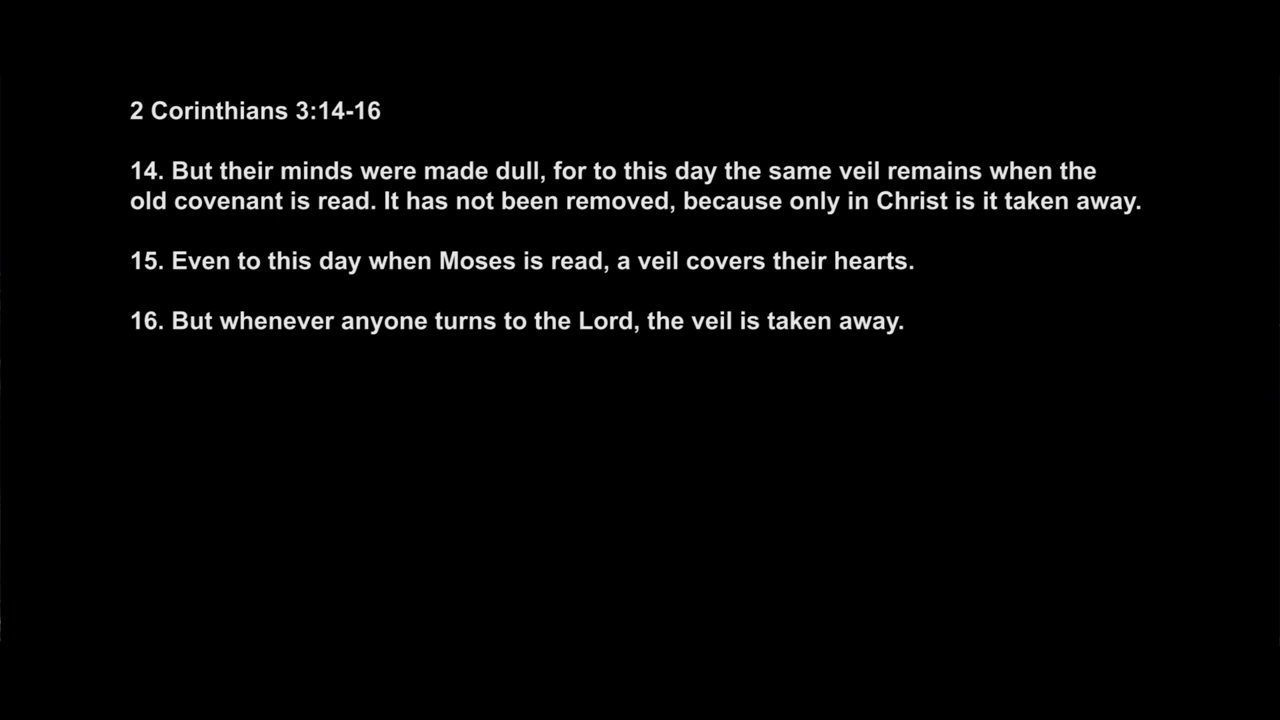 2 Corinthians 3:14-16
14. But their minds were made dull, for to this day the same veil remains when the
old covenant is read. It has not been removed, because only in Christ is it taken away.
15. Even to this day when Moses is read, a veil covers their hearts.
16. But whenever anyone turns to the Lord, the veil is taken away.